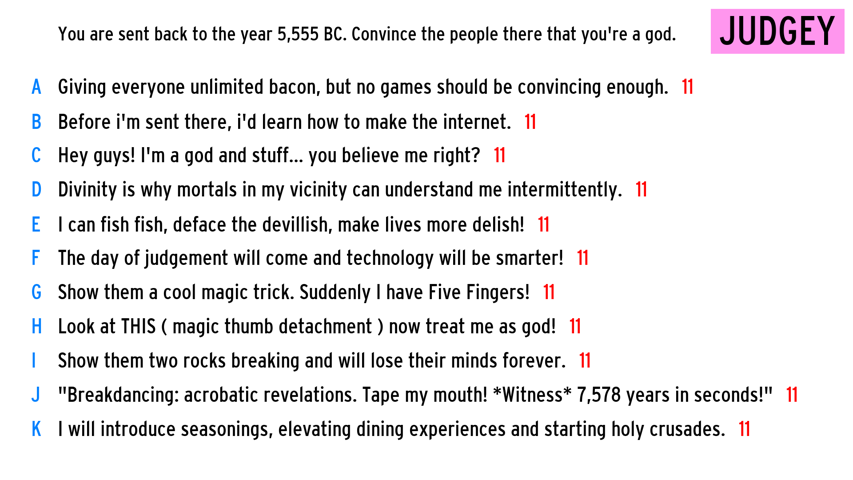 You are sent back to the year 5,555 BC. Convince the people there that you're a god.
JUDGEY
A Giving everyone unlimited bacon, but no games should be convincing enough. 11
B Before i'm sent there, i'd learn how to make the internet. 11
C Hey guys! I'm a god and stuff... you believe me right? 11
D Divinity is why mortals in my vicinity can understand me intermittently. 11
E I can fish fish, deface the devillish, make lives more delish! 11
F The day of judgement will come and technology will be smarter! 11
G Show them a cool magic trick. Suddenly I have Five Fingers! 11
H Look at THIS ( magic thumb detachment ) now treat me as god! 11
I Show them two rocks breaking and will lose their minds forever. 11
J "Breakdancing: acrobatic revelations. Tape my mouth! *Witness* 7,578 years in seconds!" 11
K I will introduce seasonings, elevating dining experiences and starting holy crusades. 11